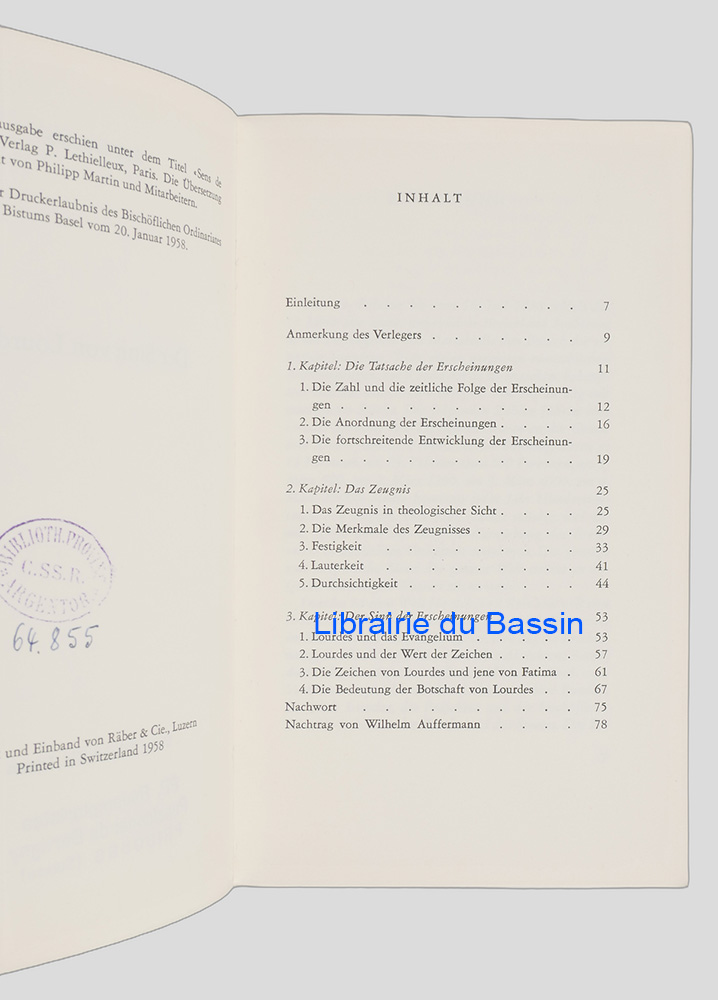 ausgabe erschien unter dem Titel «Sens de
Verlag P. Lethielleux, Paris. Die Übersetzung
t von Philipp Martin und Mitarbeitern.
r Druckerlaubnis des Bischöflichen Ordinariates
Bistums Basel vom 20. Januar 1958.
BIBLIOTH. PROV.
C.SS.R.
ARGENTOR
64.855
und Einband von Räber & Cie., Luzern
Printed in Switzerland 1958
INHALT
Einleitung . . . . . . . . . . 7
Anmerkung des Verlegers . . . . . . . 9
1. Kapitel: Die Tatsache der Erscheinungen 11
1. Die Zahl und die zeitliche Folge der Erscheinun-
gen . . . . . . . . . . . 12
2. Die Anordnung der Erscheinungen . . . . 16
3. Die fortschreitende Entwicklung der Erscheinun-
gen . . . . . . . . . . . 19
2. Kapitel: Das Zeugnis 25
1. Das Zeugnis in theologischer Sicht . . . . 25
2. Die Merkmale des Zeugnisses . . . . . 29
3. Festigkeit . . . . . . . . . 33
4. Lauterkeit . . . . . . . . . 41
5. Durchsichtigkeit . . . . . . . . 44
3. Kapitel: Der Sinn der Erscheinungen 53
Librairie du Bassin
1. Lourdes und das Evangelium . . . . . 53
2. Lourdes und der Wert der Zeichen . . . . 57
3. Die Zeichen von Lourdes und jene von Fatima . 61
4. Die Bedeutung der Botschaft von Lourdes . . 67
Nachwort . . . . . . . . . . 75
Nachtrag von Wilhelm Auffermann . . . . 78